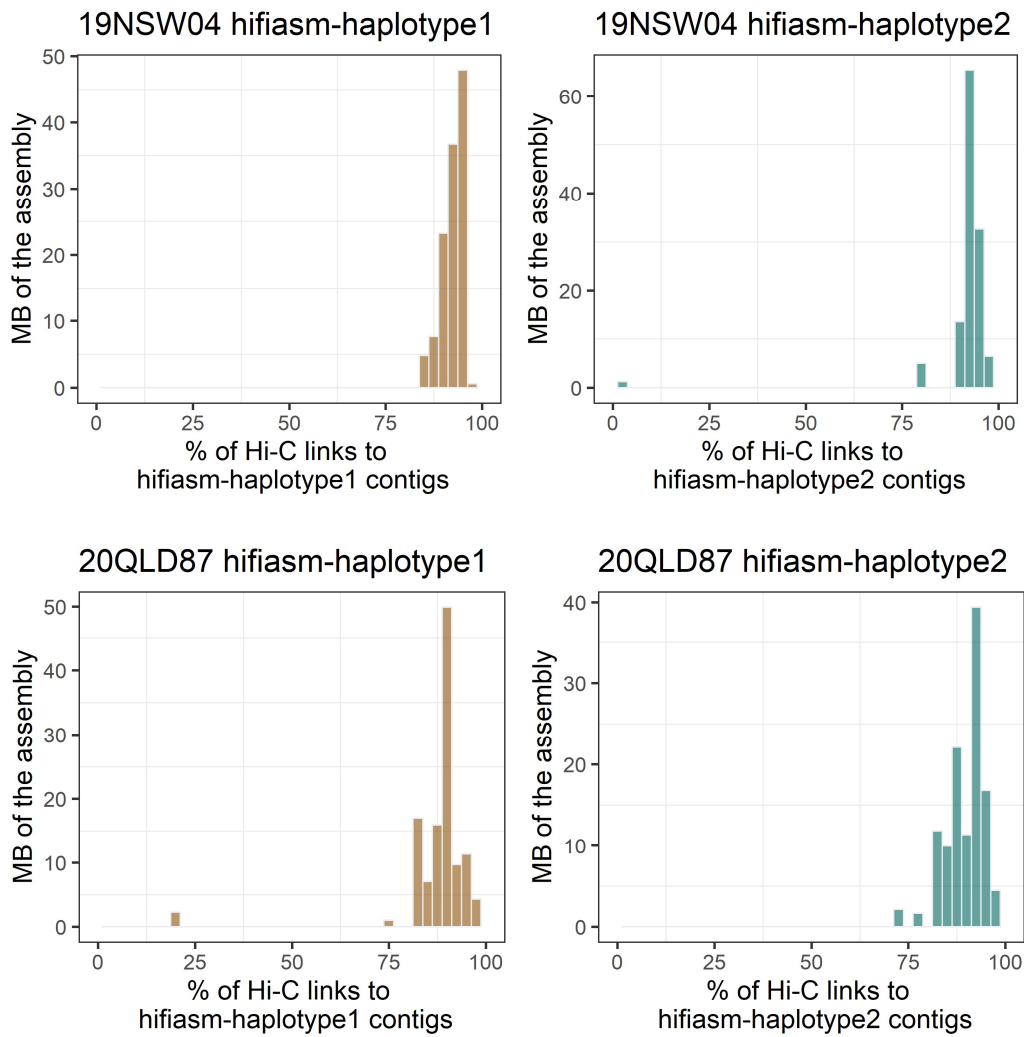 19NSW04 hifiasm-haplotype1
50
40
30
20
10
0
MB of the assembly
0 25 50 75 100
% of Hi-C links to
hifiasm-haplotype1 contigs
19NSW04 hifiasm-haplotype2
60
40
20
0
MB of the assembly
0 25 50 75 100
% of Hi-C links to
hifiasm-haplotype2 contigs
20QLD87 hifiasm-haplotype1
50
40
30
20
10
0
MB of the assembly
0 25 50 75 100
% of Hi-C links to
hifiasm-haplotype1 contigs
20QLD87 hifiasm-haplotype2
40
30
20
10
0
MB of the assembly
0 25 50 75 100
% of Hi-C links to
hifiasm-haplotype2 contigs